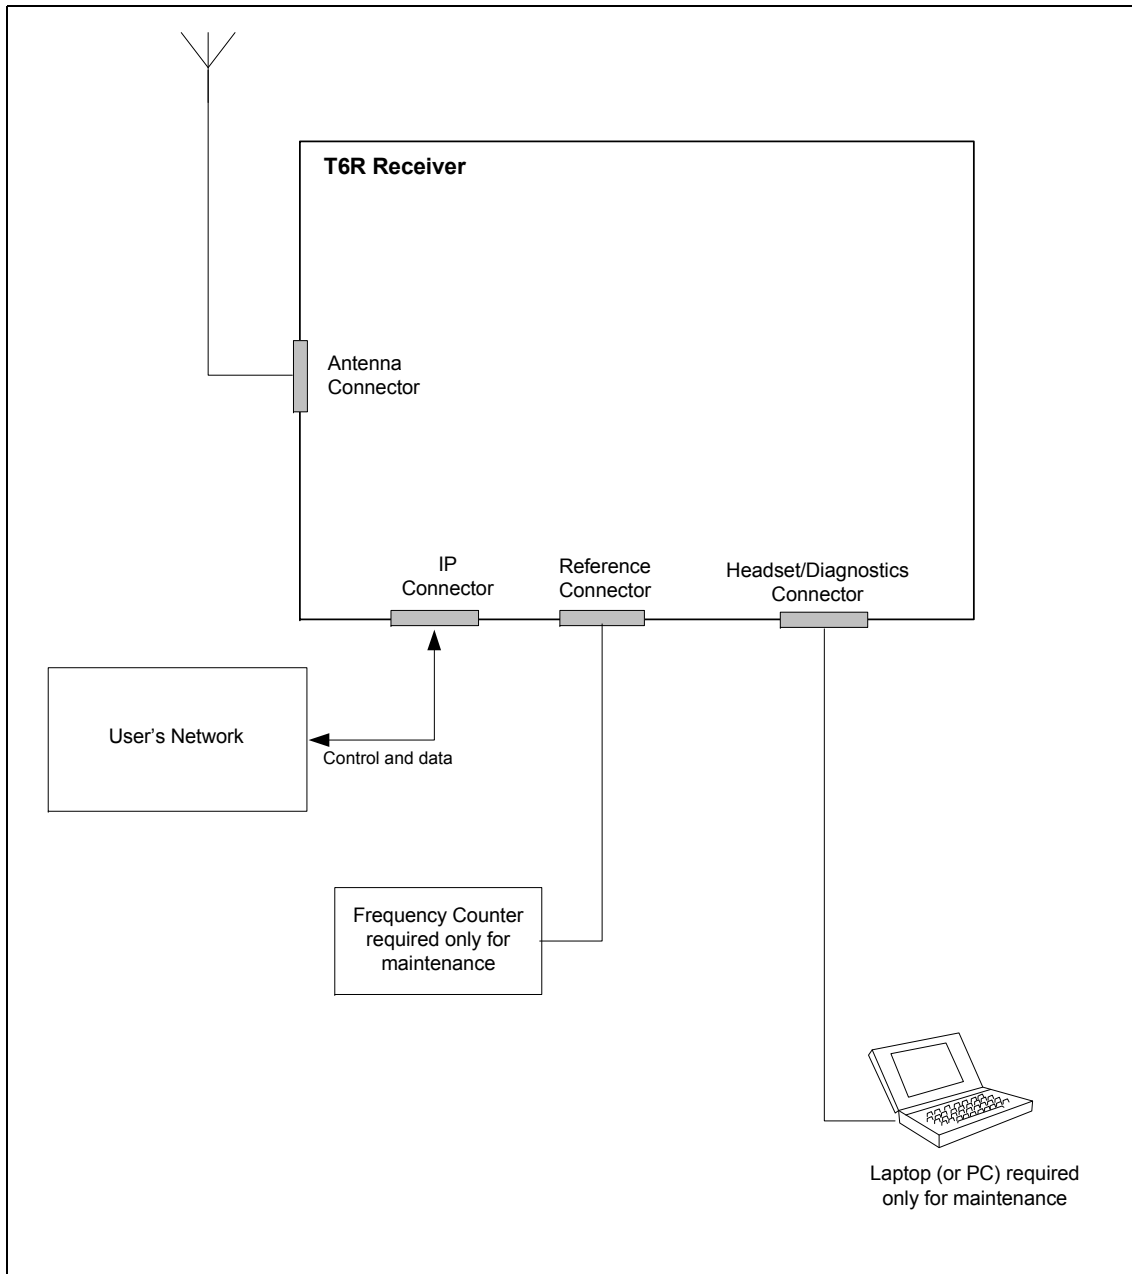 T6R Receiver
Antenna
Connector
IP
Connector
Reference
Connector
Headset/Diagnostics
Connector
User's Network
Control and data
Frequency Counter
required only for
maintenance
Laptop (or PC) required
only for maintenance